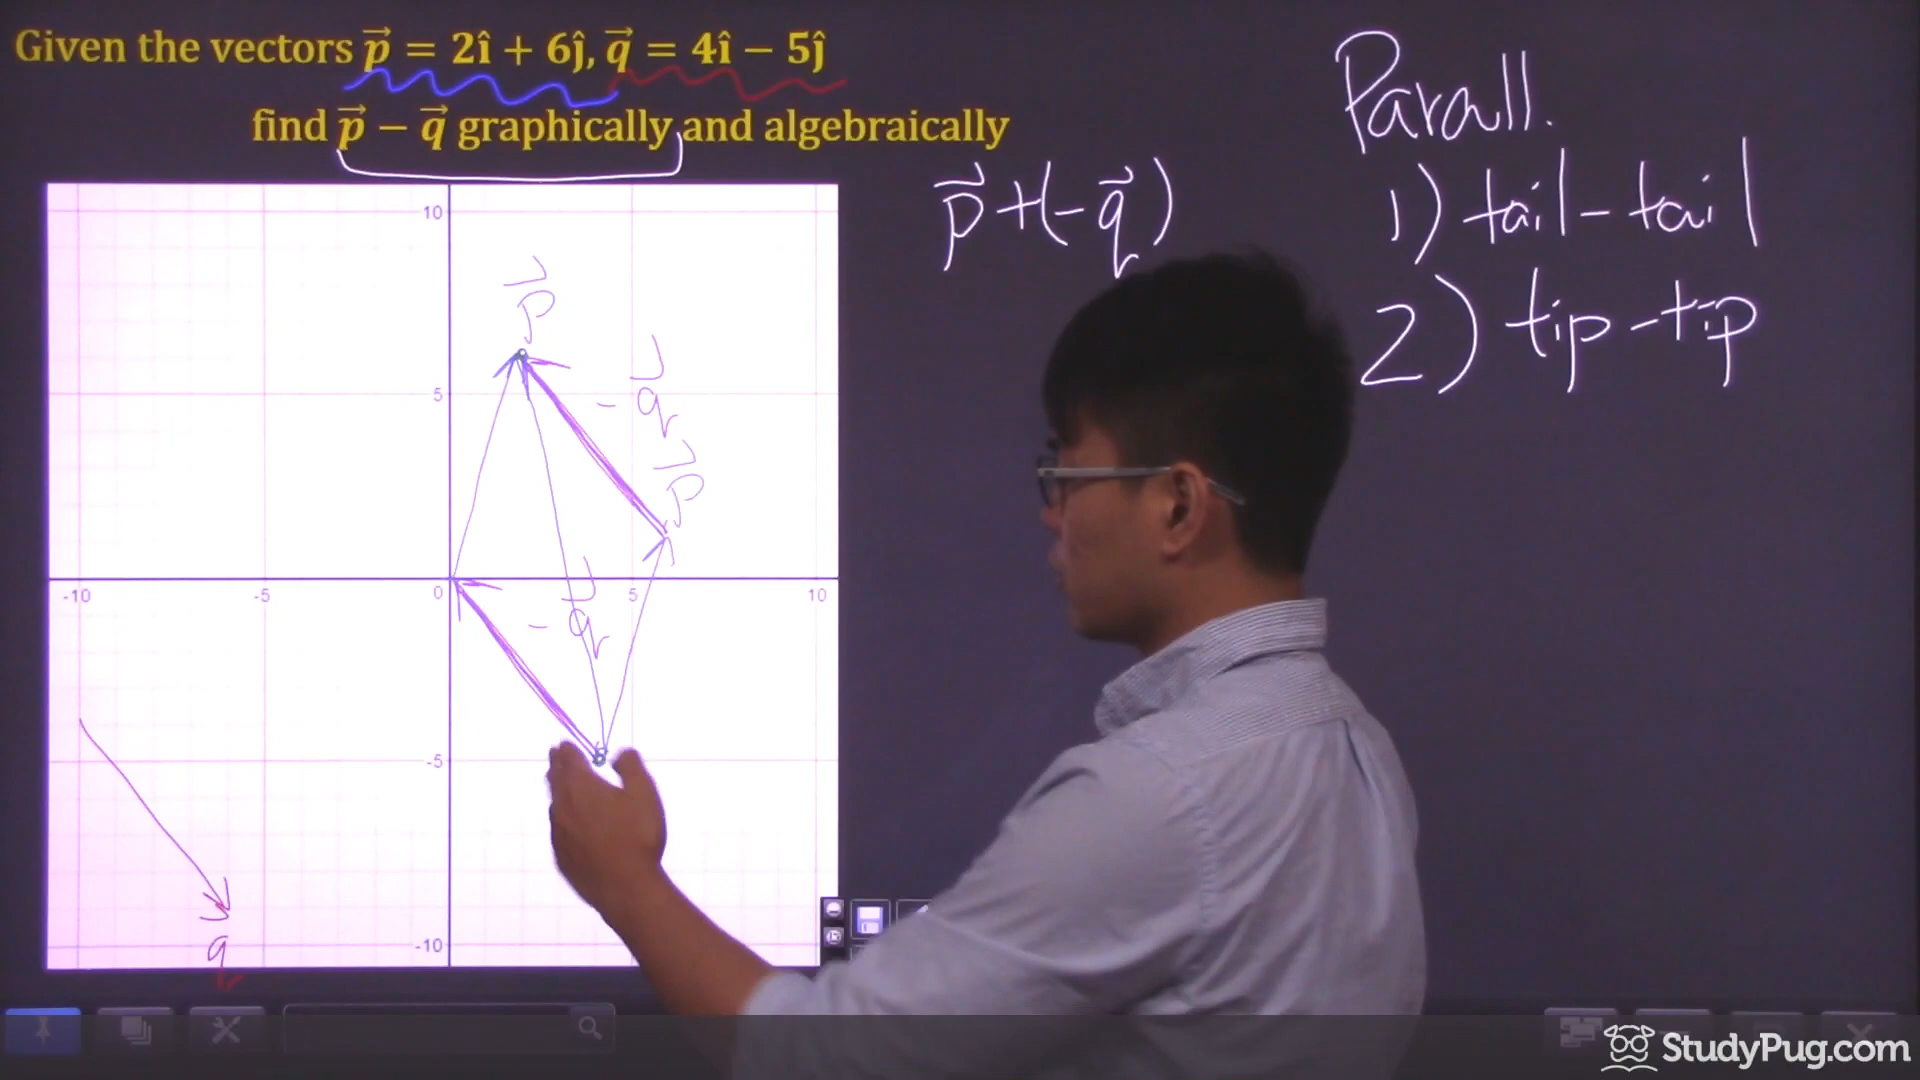 Given the vectors p⃗ = 2î + 6ĵ, q⃗ = 4î − 5ĵ
find p⃗ − q⃗ graphically and algebraically
p⃗ + (−q⃗)
Parall.
1) tail - tail
2) tip - tip
10
p⃗
5
−q⃗
p⃗
-10
-5
0
5
10
−q⃗
-5
q⃗
-10
StudyPug.com